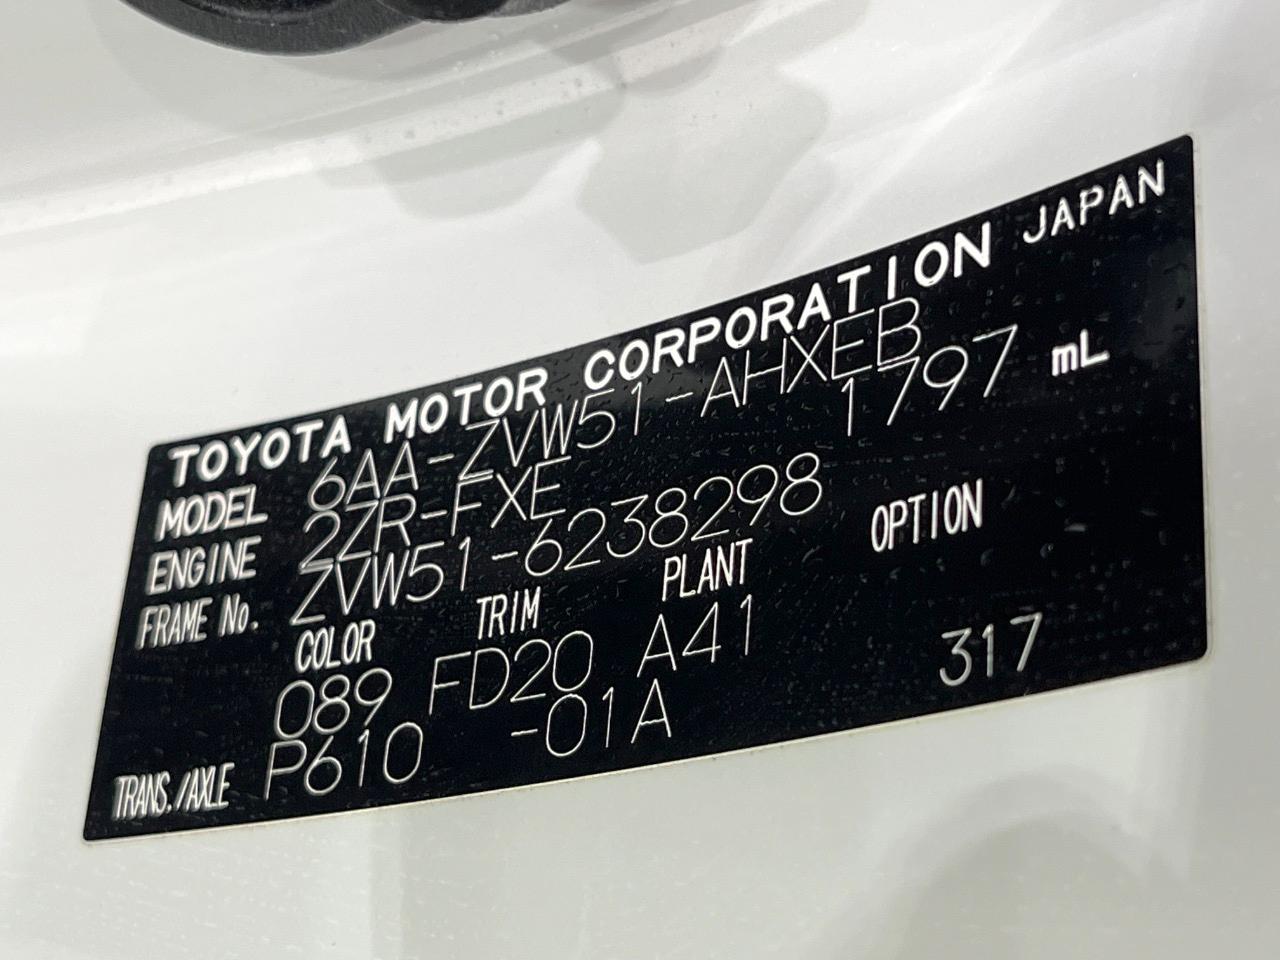 TOYOTA MOTOR CORPORATION JAPAN
MODEL 6AA-ZVW51-AHXEB
ENGINE 2ZR-FXE 1797 mL
FRAME No. ZVW51-6238298
COLOR TRIM PLANT OPTION
089 FD20 A41
TRANS./AXLE P610 -01A 317